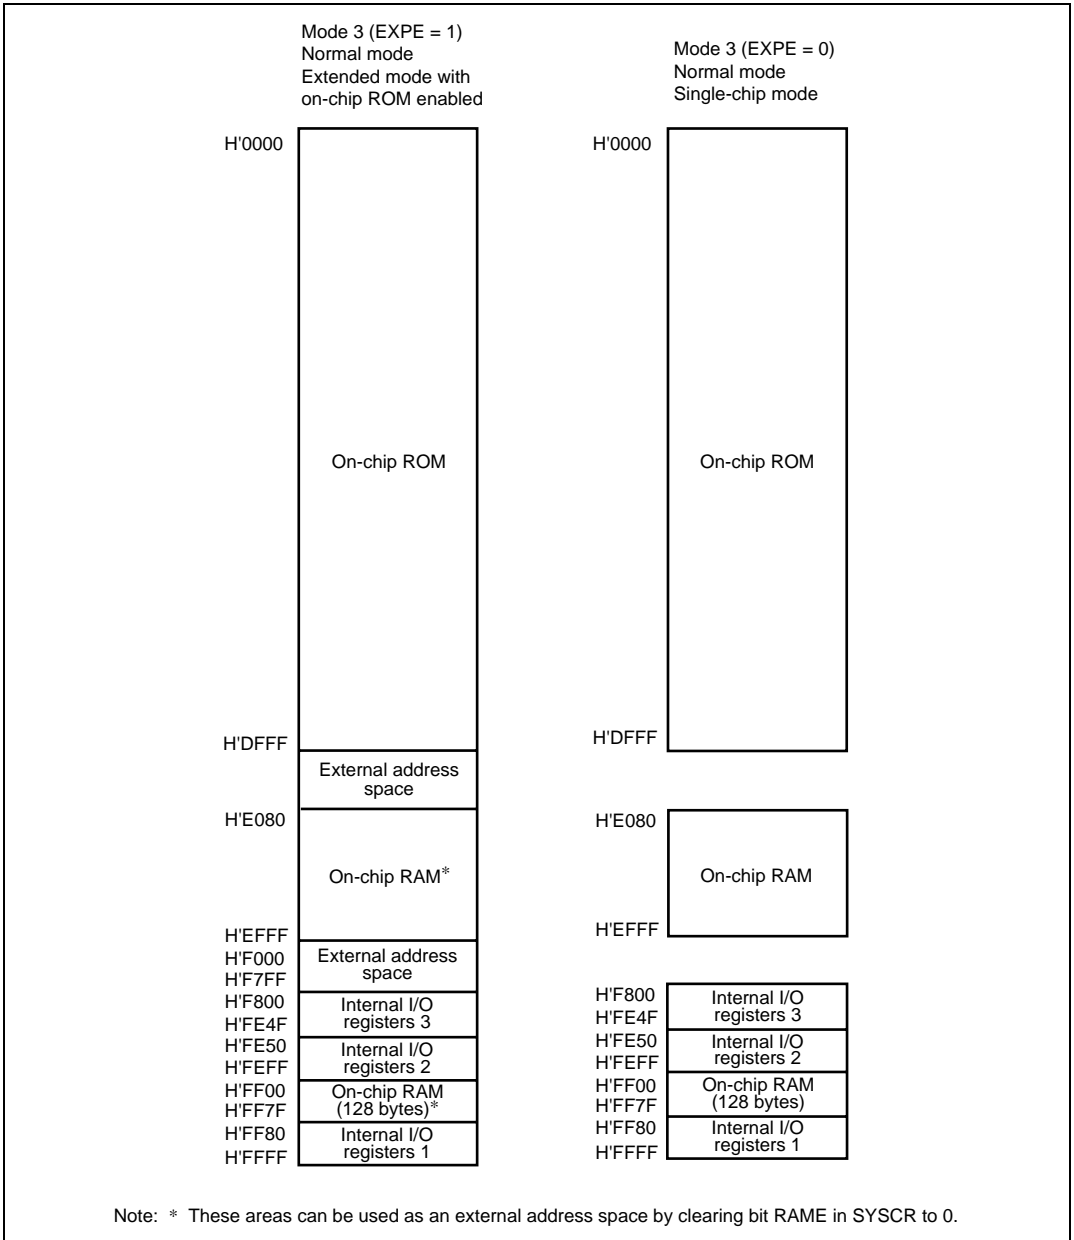 Mode 3 (EXPE = 1)
Normal mode
Extended mode with
on-chip ROM enabled
H'0000
On-chip ROM
H'DFFF
External address
space
H'E080
On-chip RAM*
H'EFFF
H'F000
External address
space
H'F7FF
H'F800
Internal I/O
registers 3
H'FE4F
H'FE50
Internal I/O
registers 2
H'FEFF
H'FF00
On-chip RAM
(128 bytes)*
H'FF7F
H'FF80
Internal I/O
registers 1
H'FFFF
Mode 3 (EXPE = 0)
Normal mode
Single-chip mode
H'0000
On-chip ROM
H'DFFF
H'E080
On-chip RAM
H'EFFF
H'F800
Internal I/O
registers 3
H'FE4F
H'FE50
Internal I/O
registers 2
H'FEFF
H'FF00
On-chip RAM
(128 bytes)
H'FF7F
H'FF80
Internal I/O
registers 1
H'FFFF
Note: * These areas can be used as an external address space by clearing bit RAME in SYSCR to 0.